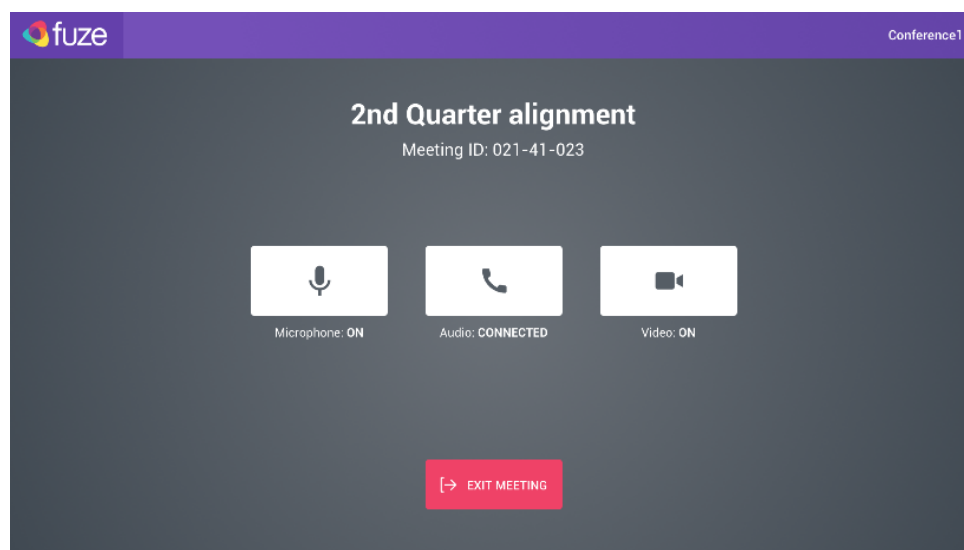 fuze
Conference1
2nd Quarter alignment
Meeting ID: 021-41-023
Microphone: ON
Audio: CONNECTED
Video: ON
EXIT MEETING